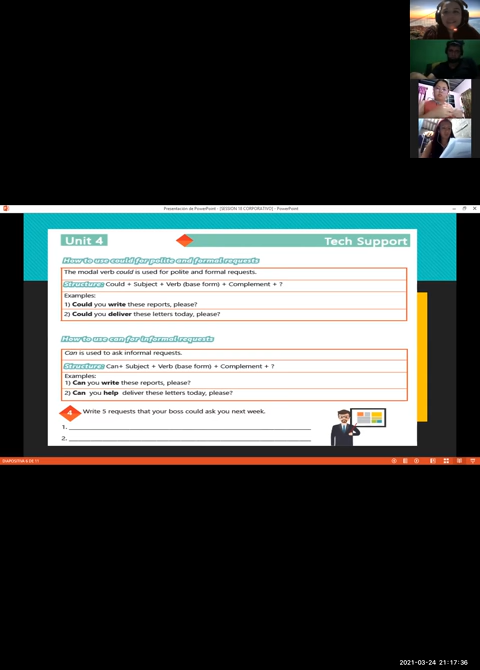 Presentación de PowerPoint - [SESSION 16 CORPORATIVO] - PowerPoint
Unit 4
Tech Support
How to use could for polite and formal requests
The modal verb could is used for polite and formal requests.
Structure: Could + Subject + Verb (base form) + Complement + ?
Examples:
1) Could you write these reports, please?
2) Could you deliver these letters today, please?
How to use can for informal requests
Can is used to ask informal requests.
Structure: Can+ Subject + Verb (base form) + Complement + ?
Examples:
1) Can you write these reports, please?
2) Can you help deliver these letters today, please?
4 Write 5 requests that your boss could ask you next week.
1.
2.
DIAPOSITIVA 6 DE 11
2021-03-24 21:17:36